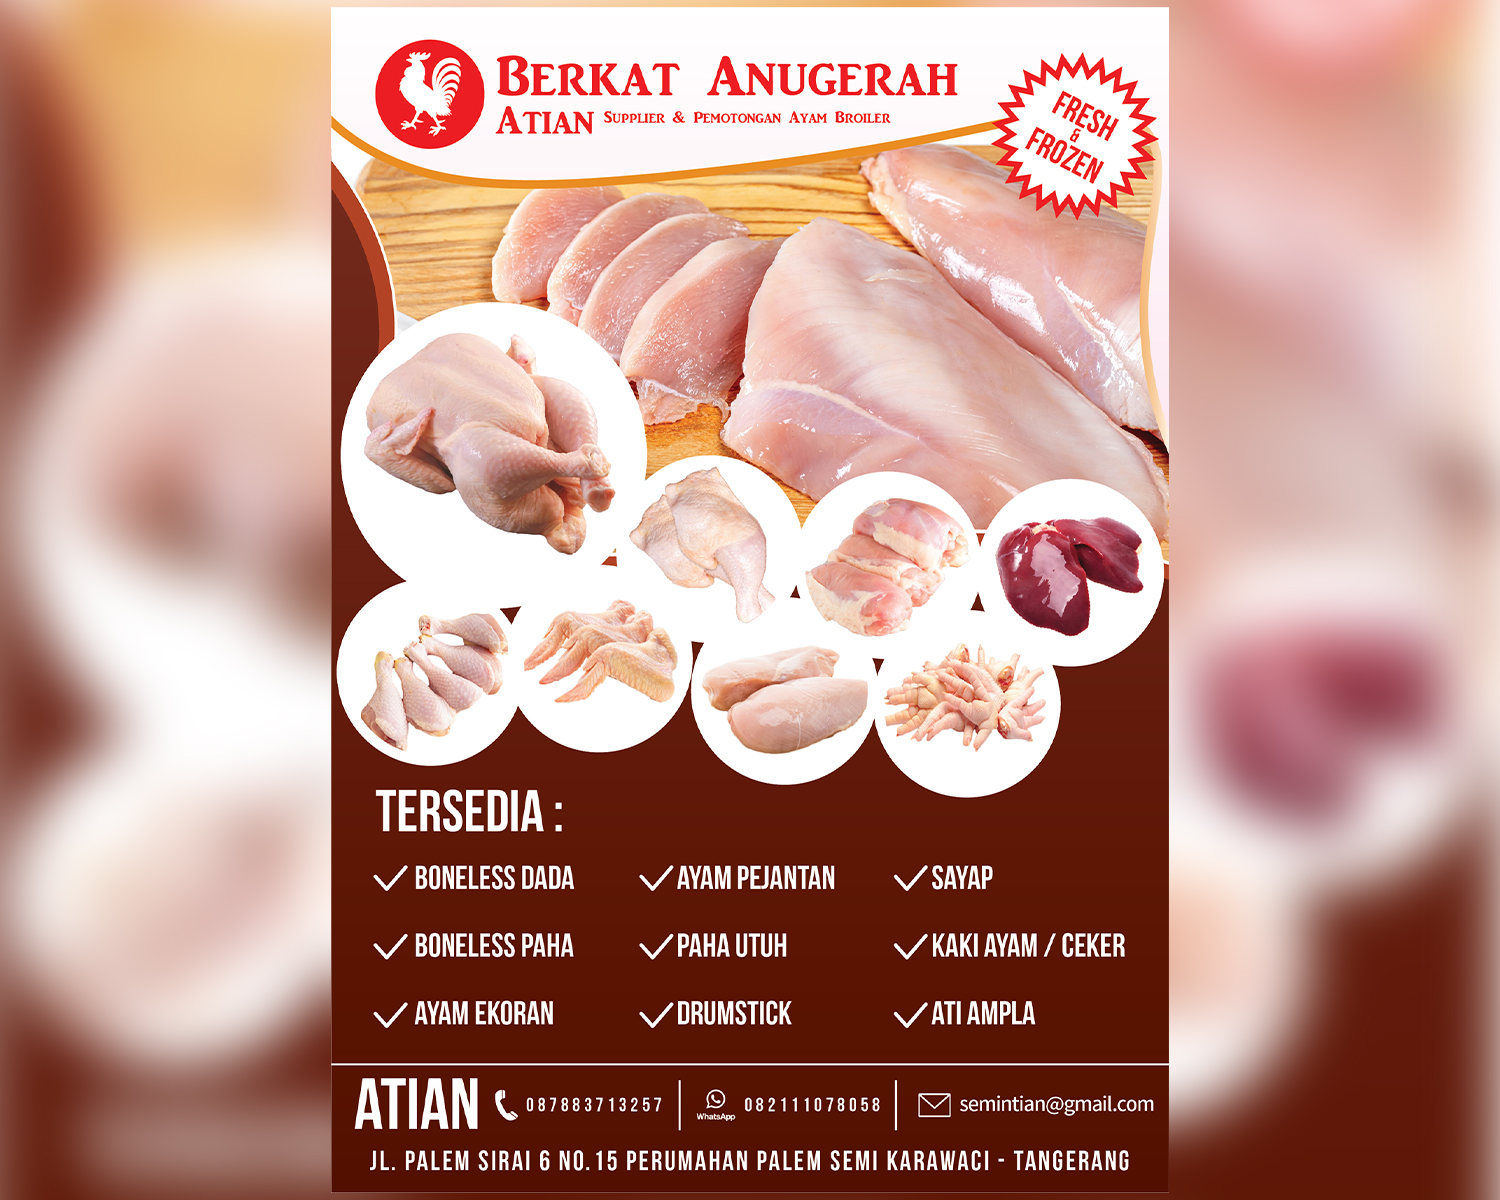 BERKAT ANUGERAH
ATIAN SUPPLIER & PEMOTONGAN AYAM BROILER
FRESH
&
FROZEN
TERSEDIA :
BONELESS DADA
AYAM PEJANTAN
SAYAP
BONELESS PAHA
PAHA UTUH
KAKI AYAM / CEKER
AYAM EKORAN
DRUMSTICK
ATI AMPLA
ATIAN 087883713257 WhatsApp 082111078058 semintian@gmail.com
JL. PALEM SIRAI 6 NO.15 PERUMAHAN PALEM SEMI KARAWACI - TANGERANG